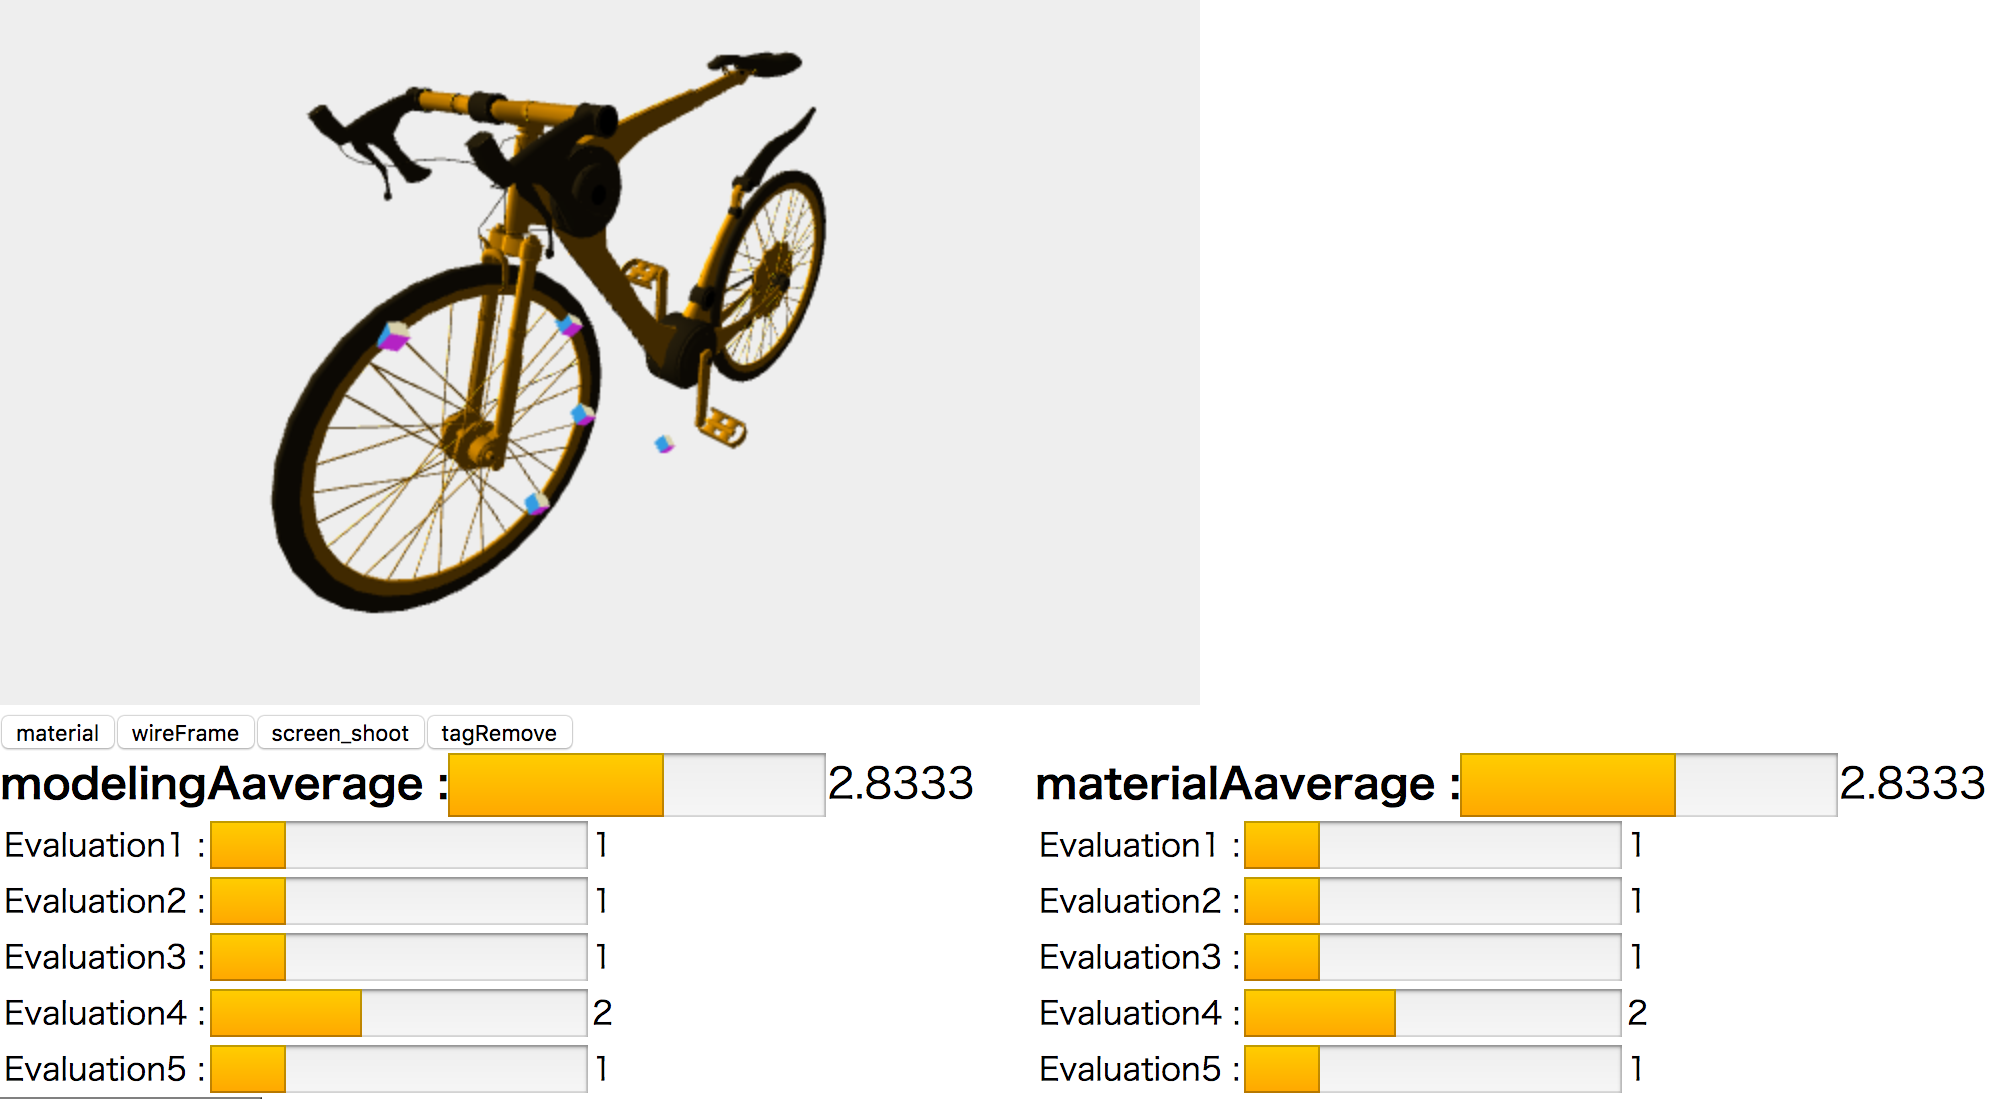 material wireFrame screen_shoot tagRemove
modelingAaverage : 2.8333
Evaluation1 : 1
Evaluation2 : 1
Evaluation3 : 1
Evaluation4 : 2
Evaluation5 : 1
materialAaverage : 2.8333
Evaluation1 : 1
Evaluation2 : 1
Evaluation3 : 1
Evaluation4 : 2
Evaluation5 : 1